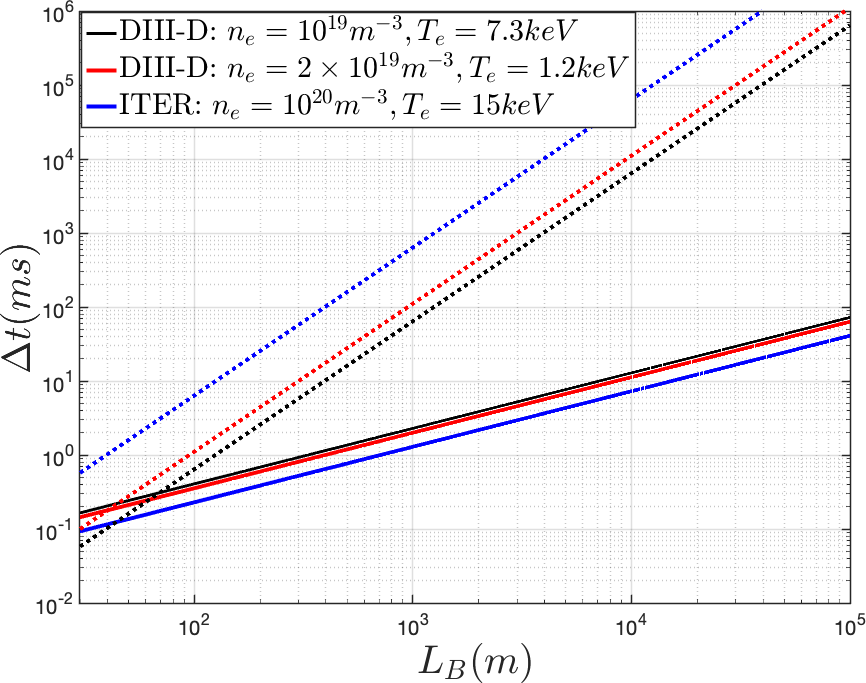 10^6
DIII-D: n_e = 10^19 m^-3, T_e = 7.3keV
DIII-D: n_e = 2 × 10^19 m^-3, T_e = 1.2keV
ITER: n_e = 10^20 m^-3, T_e = 15keV
10^5
10^4
10^3
10^2
10^1
10^0
10^-1
10^-2
Δt(ms)
10^2 10^3 10^4 10^5
L_B(m)